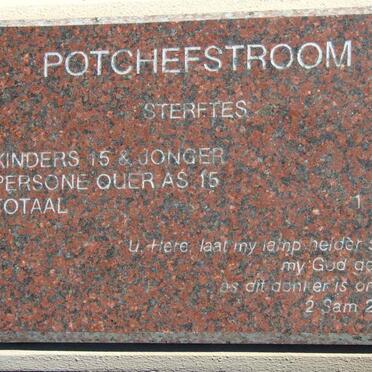 POTCHEFSTROOM
STERFTES
KINDERS 15 & JONGER
PERSONE OUER AS 15
TOTAAL 1
U, Here, laat my lamp helder
my God
as dit donker is
2 Sam 2